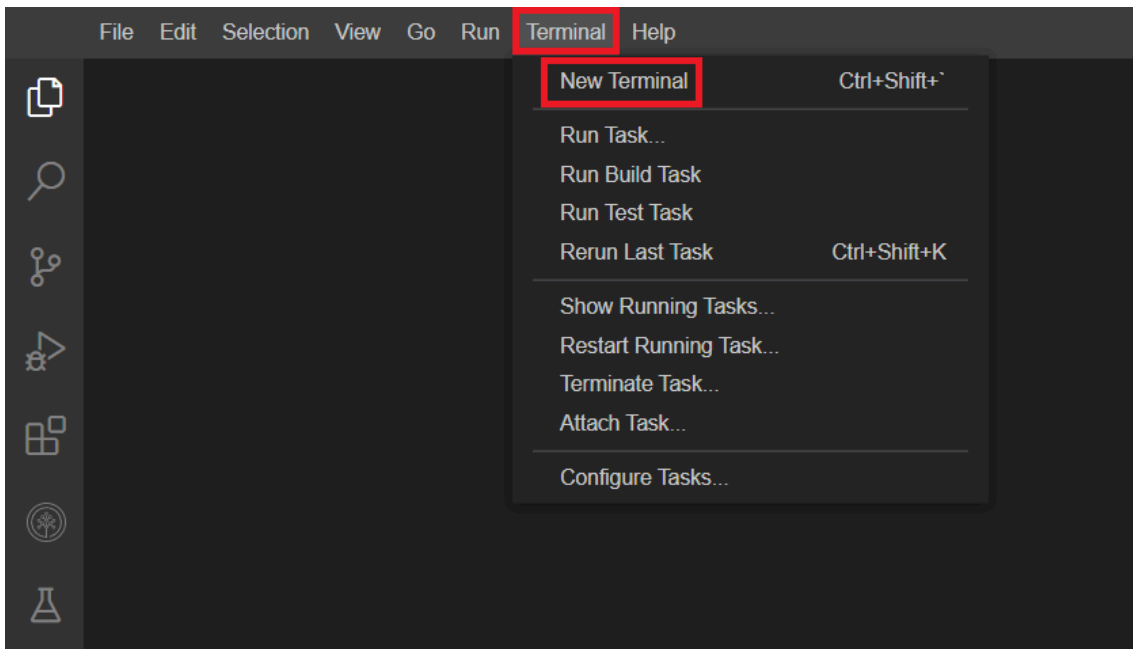 File Edit Selection View Go Run Terminal Help
New Terminal Ctrl+Shift+`
Run Task...
Run Build Task
Run Test Task
Rerun Last Task Ctrl+Shift+K
Show Running Tasks...
Restart Running Task...
Terminate Task...
Attach Task...
Configure Tasks...